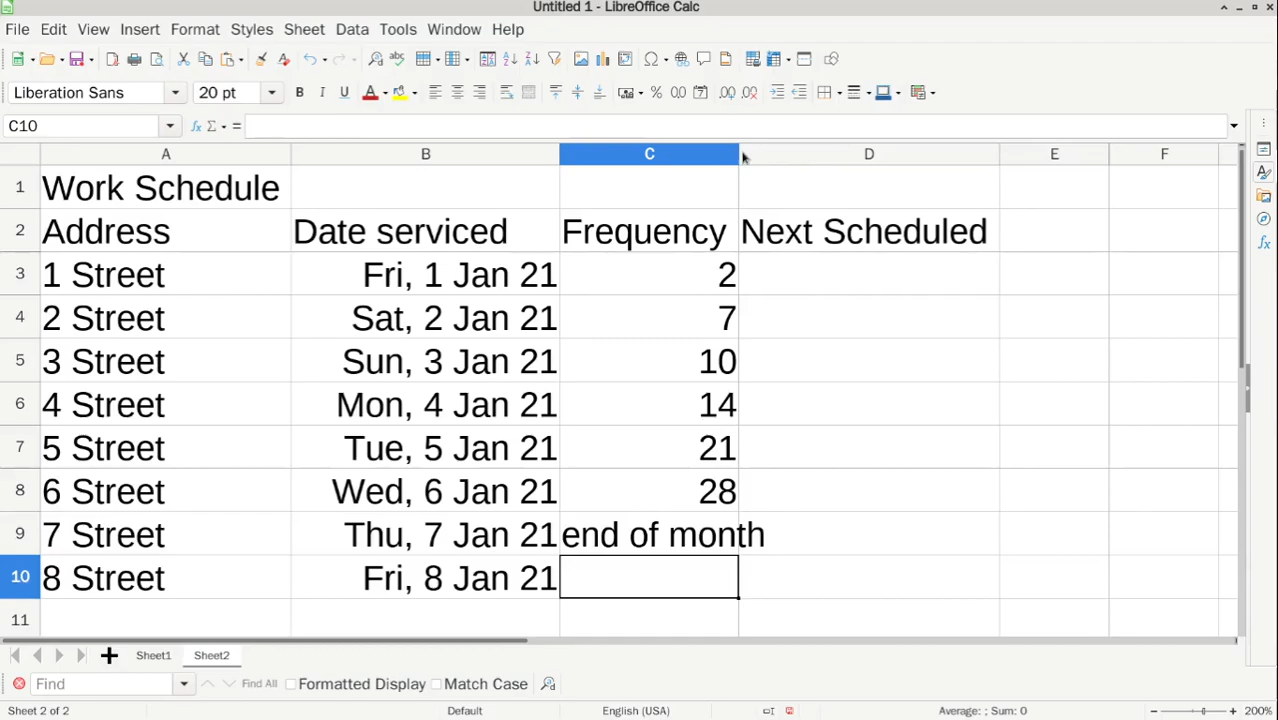 Untitled 1 - LibreOffice Calc
File Edit View Insert Format Styles Sheet Data Tools Window Help
Liberation Sans 20 pt
C10
A B C D E F
1 Work Schedule
2 Address Date serviced Frequency Next Scheduled
3 1 Street Fri, 1 Jan 21 2
4 2 Street Sat, 2 Jan 21 7
5 3 Street Sun, 3 Jan 21 10
6 4 Street Mon, 4 Jan 21 14
7 5 Street Tue, 5 Jan 21 21
8 6 Street Wed, 6 Jan 21 28
9 7 Street Thu, 7 Jan 21 end of month
10 8 Street Fri, 8 Jan 21
11
Sheet1 Sheet2
Find Find All Formatted Display Match Case
Sheet 2 of 2 Default English (USA) Average: ; Sum: 0 200%